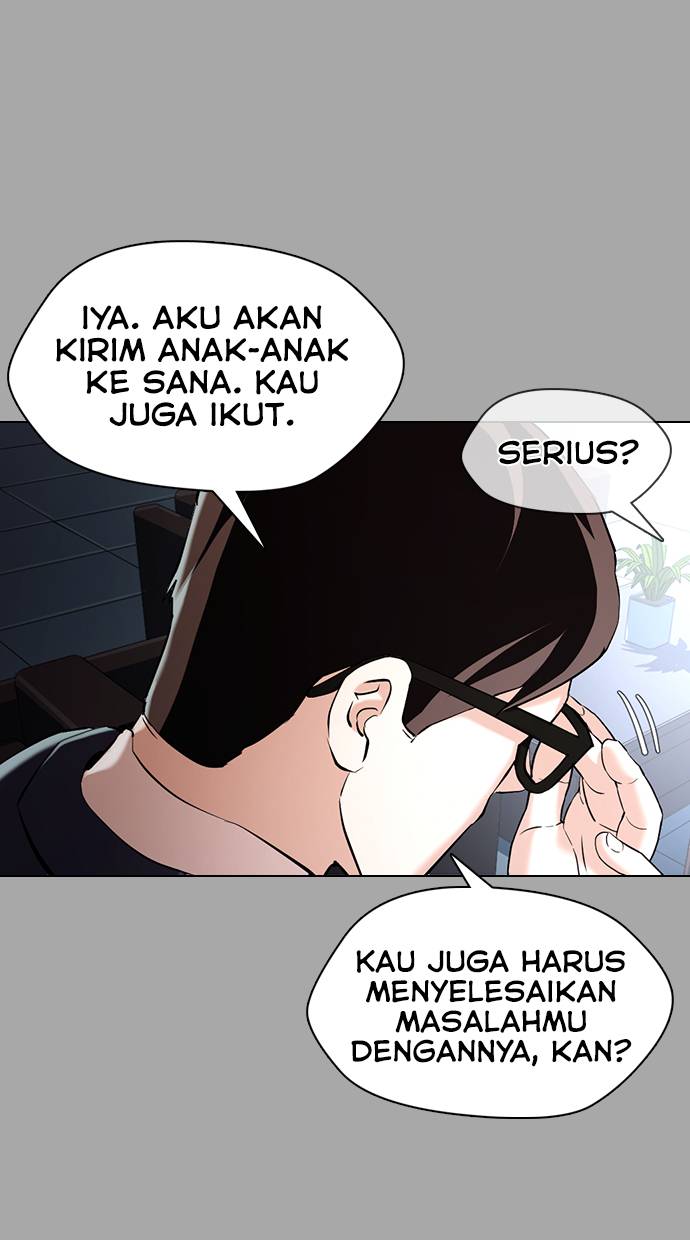 IYA. AKU AKAN
KIRIM ANAK-ANAK
KE SANA. KAU
JUGA IKUT.
SERIUS?
KAU JUGA HARUS
MENYELESAIKAN
MASALAHMU
DENGANNYA, KAN?